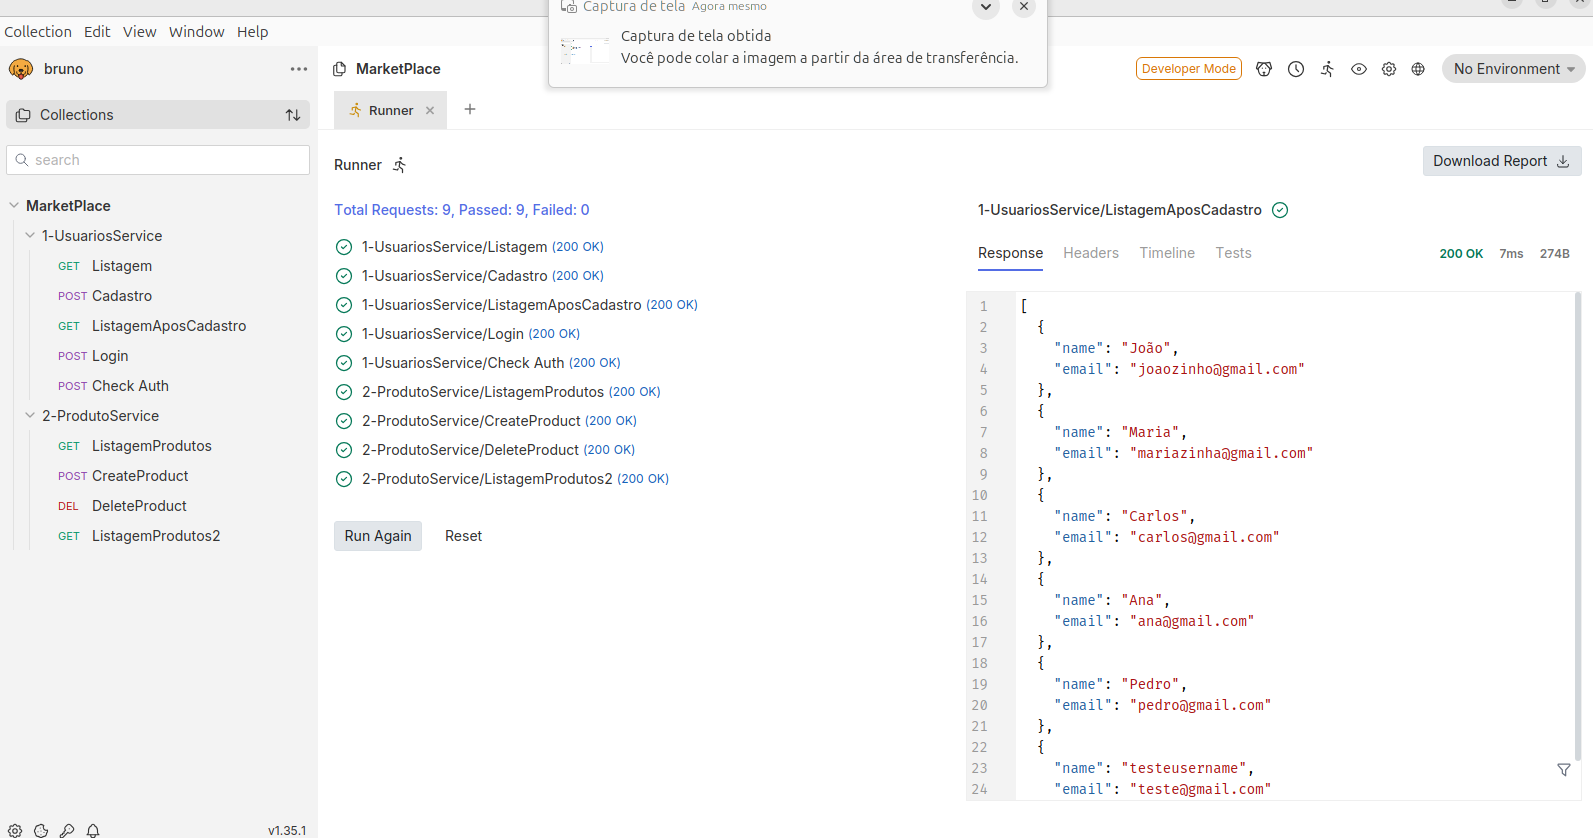 Captura de tela Agora mesmo
Captura de tela obtida
Você pode colar a imagem a partir da área de transferência.
Collection Edit View Window Help
bruno
MarketPlace
Developer Mode
No Environment
Collections
Runner
search
Runner
Download Report
MarketPlace
1-UsuariosService
GET Listagem
POST Cadastro
GET ListagemAposCadastro
POST Login
POST Check Auth
2-ProdutoService
GET ListagemProdutos
POST CreateProduct
DEL DeleteProduct
GET ListagemProdutos2
Total Requests: 9, Passed: 9, Failed: 0
1-UsuariosService/Listagem (200 OK)
1-UsuariosService/Cadastro (200 OK)
1-UsuariosService/ListagemAposCadastro (200 OK)
1-UsuariosService/Login (200 OK)
1-UsuariosService/Check Auth (200 OK)
2-ProdutoService/ListagemProdutos (200 OK)
2-ProdutoService/CreateProduct (200 OK)
2-ProdutoService/DeleteProduct (200 OK)
2-ProdutoService/ListagemProdutos2 (200 OK)
Run Again Reset
1-UsuariosService/ListagemAposCadastro
Response Headers Timeline Tests 200 OK 7ms 274B
1 [
2 {
3 "name": "João",
4 "email": "joaozinho@gmail.com"
5 },
6 {
7 "name": "Maria",
8 "email": "mariazinha@gmail.com"
9 },
10 {
11 "name": "Carlos",
12 "email": "carlos@gmail.com"
13 },
14 {
15 "name": "Ana",
16 "email": "ana@gmail.com"
17 },
18 {
19 "name": "Pedro",
20 "email": "pedro@gmail.com"
21 },
22 {
23 "name": "testeusername",
24 "email": "teste@gmail.com"
v1.35.1